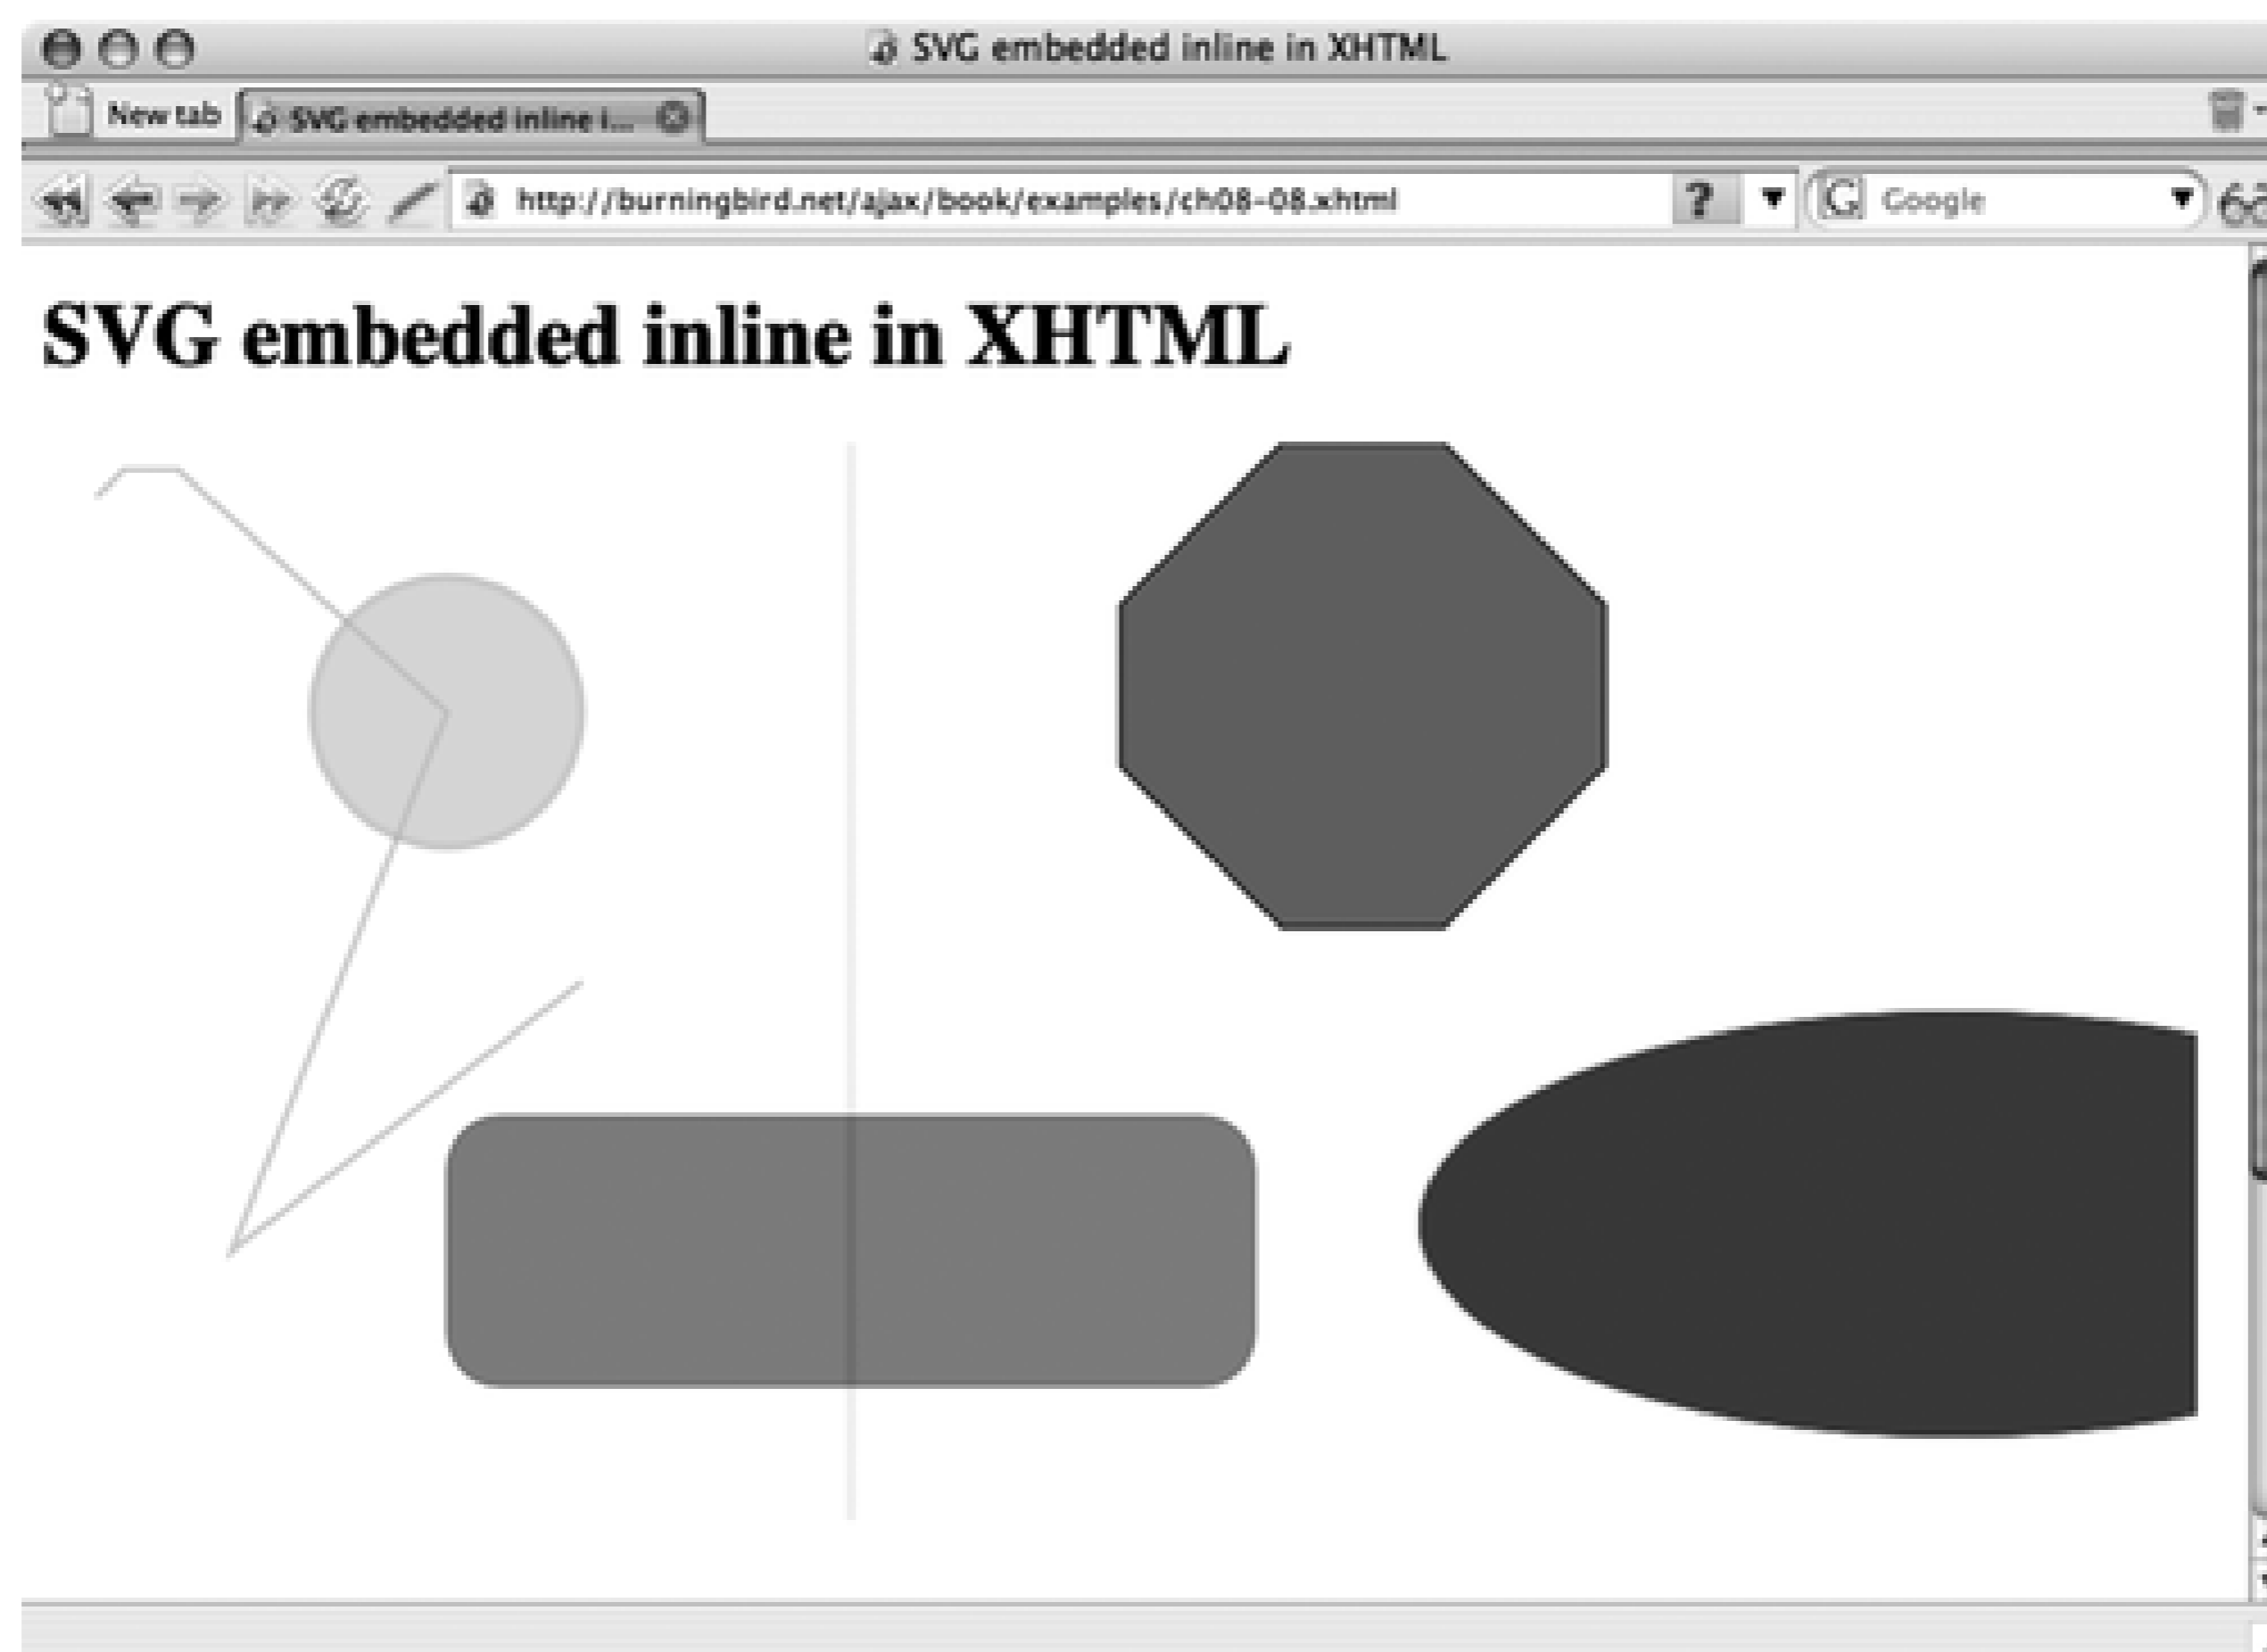 SVG embedded inline in XHTML
New tab
SVG embedded inline i...
http://burningbird.net/ajax/book/examples/ch08-08.xhtml
?
G Google
SVG embedded inline in XHTML